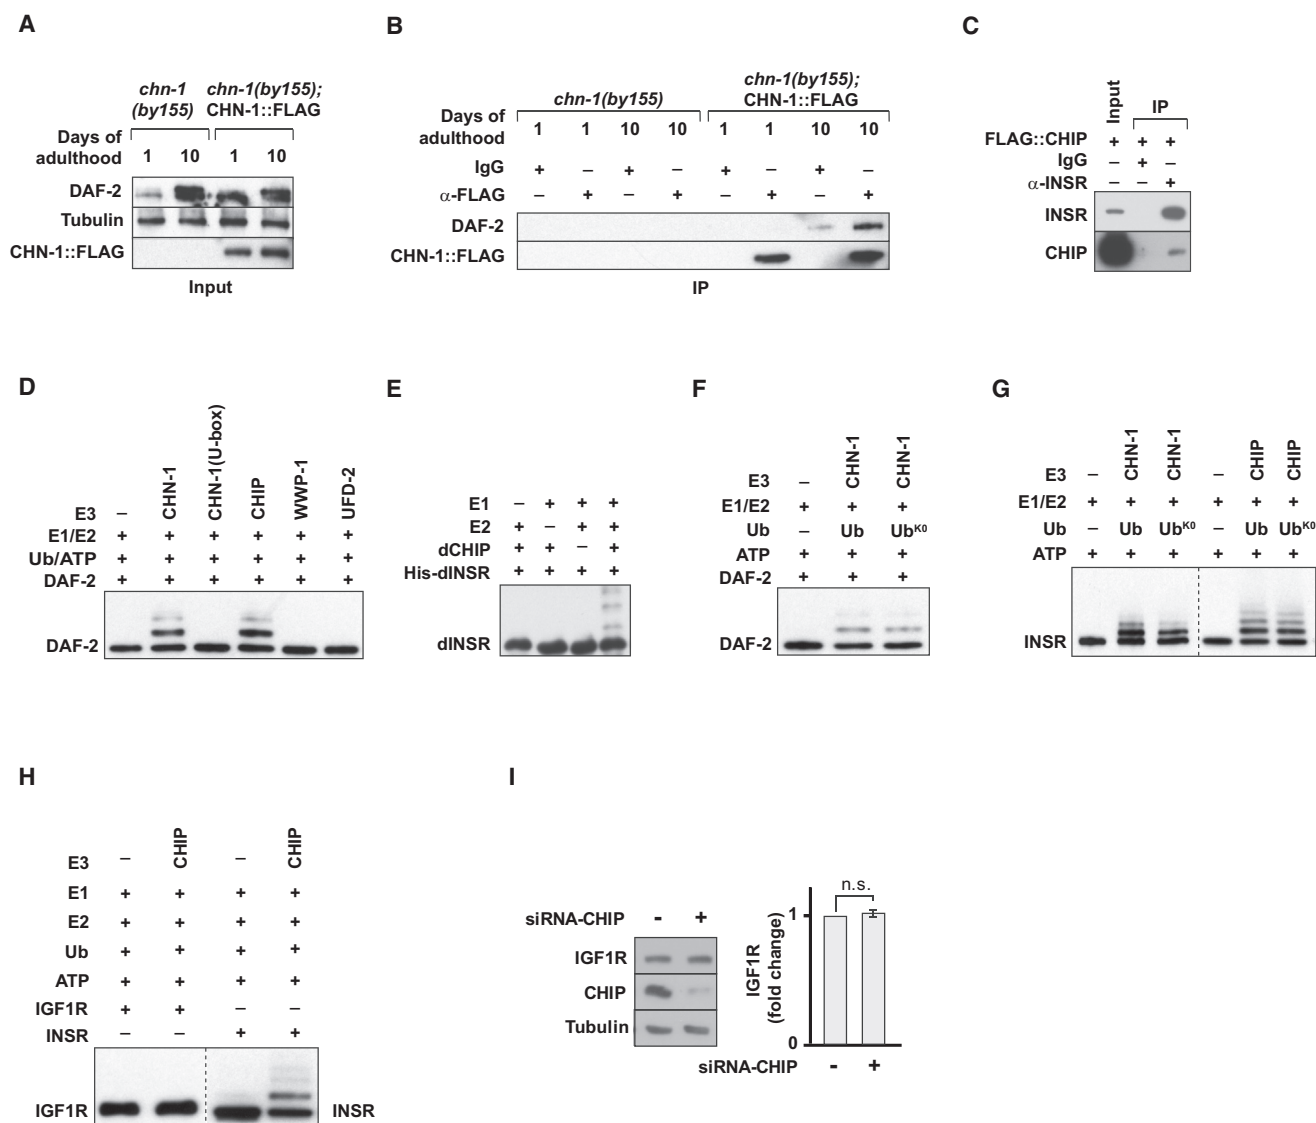 A
chn-1 (by155)
chn-1(by155); CHN-1::FLAG
Days of adulthood 1 10 1 10
DAF-2
Tubulin
CHN-1::FLAG
Input
B
chn-1(by155)
chn-1(by155); CHN-1::FLAG
Days of adulthood 1 1 10 10 1 1 10 10
IgG + – + – + – + –
α-FLAG – + – + – + – +
DAF-2
CHN-1::FLAG
IP
C
Input IP
FLAG::CHIP + + +
IgG – + –
α-INSR – – +
INSR
CHIP
D
E3 – CHN-1 CHN-1(U-box) CHIP WWP-1 UFD-2
E1/E2 + + + + + +
Ub/ATP + + + + + +
DAF-2 + + + + + +
DAF-2
E
E1 – + + +
E2 + – + +
dCHIP + + – +
His-dINSR + + + +
dINSR
F
E3 – CHN-1 CHN-1
E1/E2 + + +
Ub – Ub Ubᴷ⁰
ATP + + +
DAF-2 + + +
DAF-2
G
E3 – CHN-1 CHN-1 – CHIP CHIP
E1/E2 + + + + + +
Ub – Ub Ubᴷ⁰ – Ub Ubᴷ⁰
ATP + + + + + +
INSR
H
E3 – CHIP – CHIP
E1 + + + +
E2 + + + +
Ub + + + +
ATP + + + +
IGF1R + + – –
INSR – – + +
IGF1R INSR
I
siRNA-CHIP - +
IGF1R
CHIP
Tubulin
n.s.
1
IGF1R
(fold change)
0
siRNA-CHIP - +